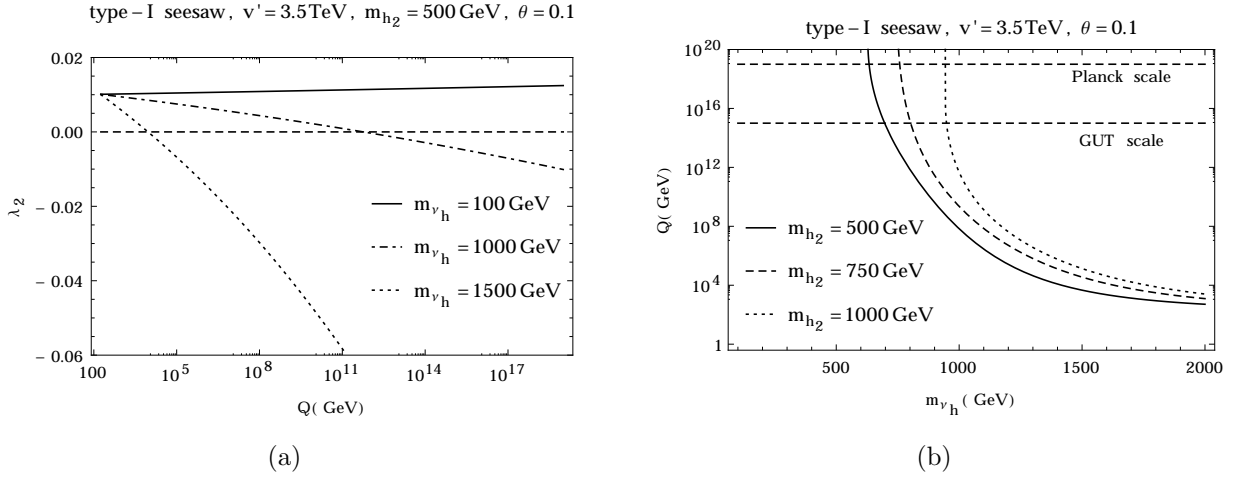 type – I seesaw, v' = 3.5 TeV, m_{h_2} = 500 GeV, θ = 0.1
0.02
0.00
– 0.02
– 0.04
– 0.06
λ_2
m_{ν_h} = 100 GeV
m_{ν_h} = 1000 GeV
m_{ν_h} = 1500 GeV
100 10^5 10^8 10^{11} 10^{14} 10^{17}
Q( GeV)
(a)
type – I seesaw, v' = 3.5 TeV, θ = 0.1
10^{20}
10^{16}
10^{12}
10^8
10^4
1
Q( GeV)
Planck scale
GUT scale
m_{h_2} = 500 GeV
m_{h_2} = 750 GeV
m_{h_2} = 1000 GeV
500 1000 1500 2000
m_{ν_h} ( GeV)
(b)